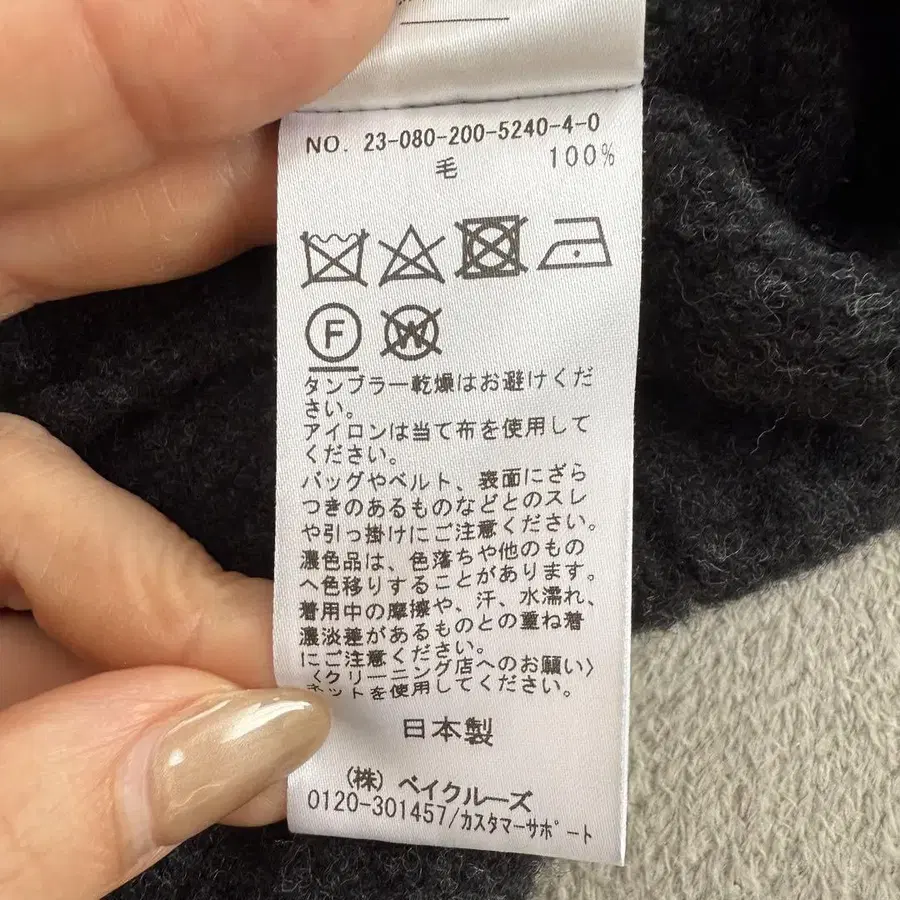 NO. 23-080-200-5240-4-0
毛 100%
F
W
タンブラー乾燥はお避けくだ
さい。
アイロンは当て布を使用して
ください。
バッグやベルト、表面にざら
つきのあるものなどとのスレ
や引っ掛けにご注意ください。
濃色品は、色落ちや他のもの
へ色移りすることがあります。
着用中の摩擦や、汗、水濡れ、
濃淡差があるものとの重ね着
にご注意ください。
〈クリーニング店へのお願い〉
ネットを使用してください。
日本製
(株) ベイクルーズ
0120-301457/カスタマーサポート